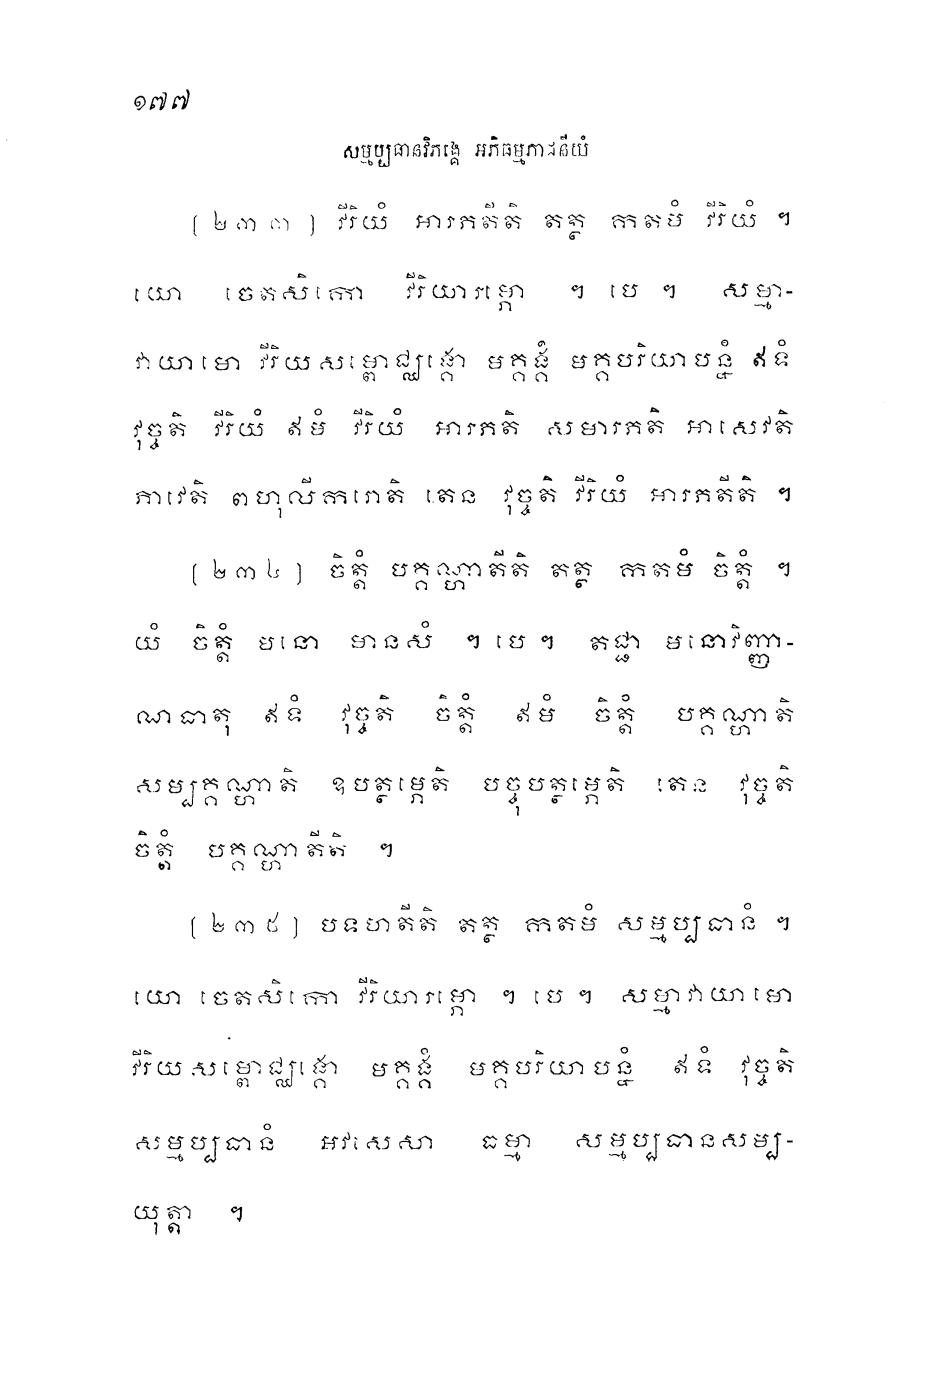 ១៧៧
សម្មប្បធានវិភង្គេ អភិធម្មភាជនីយំ
[ ២៣៣ ] វីរិយំ អារភតីតិ តត្ថ កតមំ វីរិយំ ។
យោ ចេតសិកោ វីរិយារម្ភោ ។ បេ ។ សម្មា-
វាយាមោ វីរិយសម្ពោជ្ឈង្គោ មគ្គង្គំ មគ្គបរិយាបន្នំ ឥទំ
វុច្ចតិ វីរិយំ ឥមំ វីរិយំ អារភតិ សមារភតិ អាសេវតិ
ភាវេតិ ពហុលីករោតិ តេន វុច្ចតិ វីរិយំ អារភតីតិ ។
[ ២៣៤ ] ចិត្តំ បគ្គណ្ហាតីតិ តត្ថ កតមំ ចិត្តំ ។
យំ ចិត្តំ មនោ មានសំ ។ បេ ។ តជ្ជា មនោវិញ្ញា-
ណធាតុ ឥទំ វុច្ចតិ ចិត្តំ ឥមំ ចិត្តំ បគ្គណ្ហាតិ
សម្បគ្គណ្ហាតិ ឧបត្ថម្ភេតិ បច្ចុបត្ថម្ភេតិ តេន វុច្ចតិ
ចិត្តំ បគ្គណ្ហាតីតិ ។
[ ២៣៥ ] បទហតីតិ តត្ថ កតមំ សម្មប្បធានំ ។
យោ ចេតសិកោ វីរិយារម្ភោ ។ បេ ។ សម្មាវាយាមោ
វីរិយសម្ពោជ្ឈង្គោ មគ្គង្គំ មគ្គបរិយាបន្នំ ឥទំ វុច្ចតិ
សម្មប្បធានំ អវសេសា ធម្មា សម្មប្បធានសម្ប-
យុត្តា ។